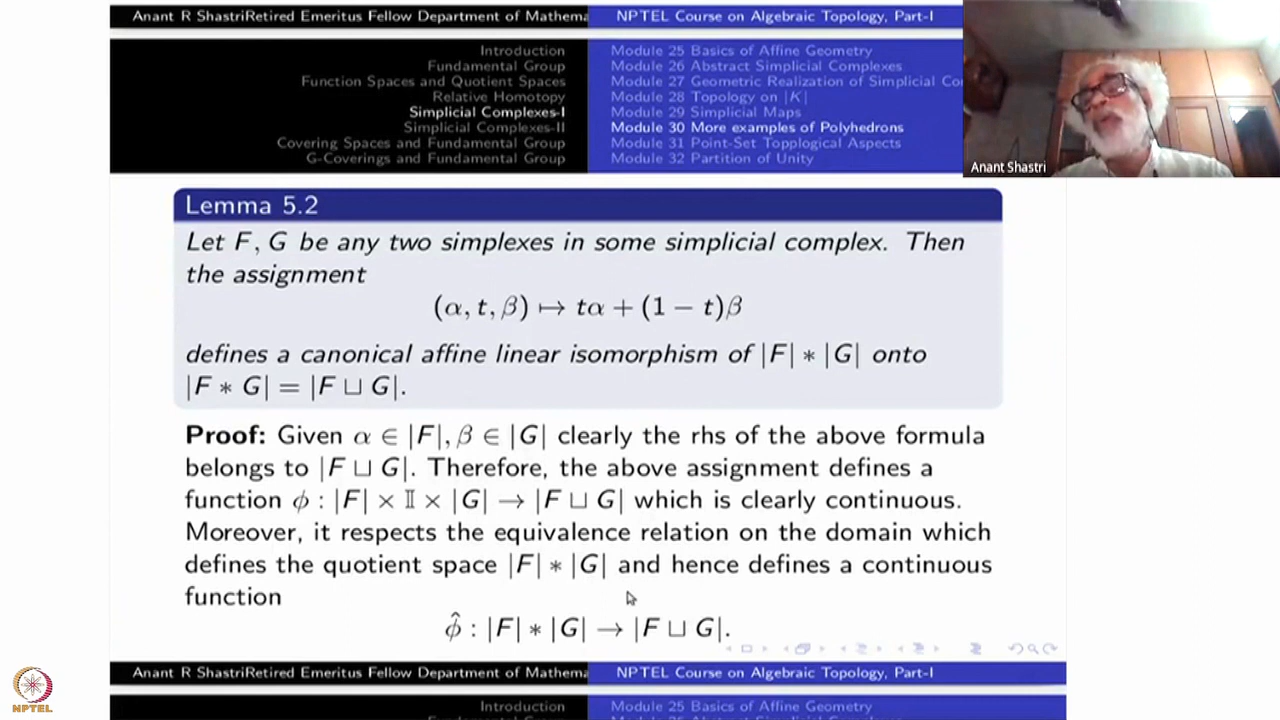 Anant R ShastriRetired Emeritus Fellow Department of Mathema
NPTEL Course on Algebraic Topology, Part-I
Introduction
Fundamental Group
Function Spaces and Quotient Spaces
Relative Homotopy
Simplicial Complexes-I
Simplicial Complexes-II
Covering Spaces and Fundamental Group
G-Coverings and Fundamental Group
Module 25 Basics of Affine Geometry
Module 26 Abstract Simplicial Complexes
Module 27 Geometric Realization of Simplicial Co
Module 28 Topology on |K|
Module 29 Simplicial Maps
Module 30 More examples of Polyhedrons
Module 31 Point-Set Topplogical Aspects
Module 32 Partition of Unity
Anant Shastri
Lemma 5.2
Let F, G be any two simplexes in some simplicial complex. Then
the assignment
(α, t, β) ↦ tα + (1 − t)β
defines a canonical affine linear isomorphism of |F| ∗ |G| onto
|F ∗ G| = |F ⊔ G|.
Proof: Given α ∈ |F|, β ∈ |G| clearly the rhs of the above formula
belongs to |F ⊔ G|. Therefore, the above assignment defines a
function ϕ : |F| × 𝕀 × |G| → |F ⊔ G| which is clearly continuous.
Moreover, it respects the equivalence relation on the domain which
defines the quotient space |F| ∗ |G| and hence defines a continuous
function
ϕ̂ : |F| ∗ |G| → |F ⊔ G|.
Anant R ShastriRetired Emeritus Fellow Department of Mathema
NPTEL Course on Algebraic Topology, Part-I
Introduction
Module 25 Basics of Affine Geometry
NPTEL